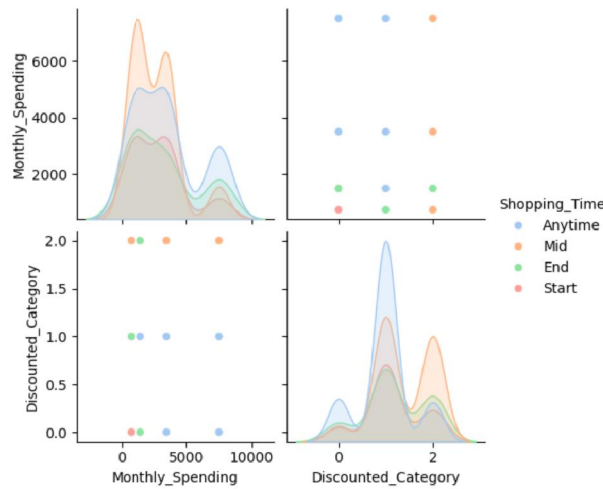 Monthly_Spending
6000
4000
2000
Shopping_Time
Anytime
Mid
End
Start
Discounted_Category
2.0
1.5
1.0
0.5
0.0
0
5000
10000
Monthly_Spending
0
2
Discounted_Category